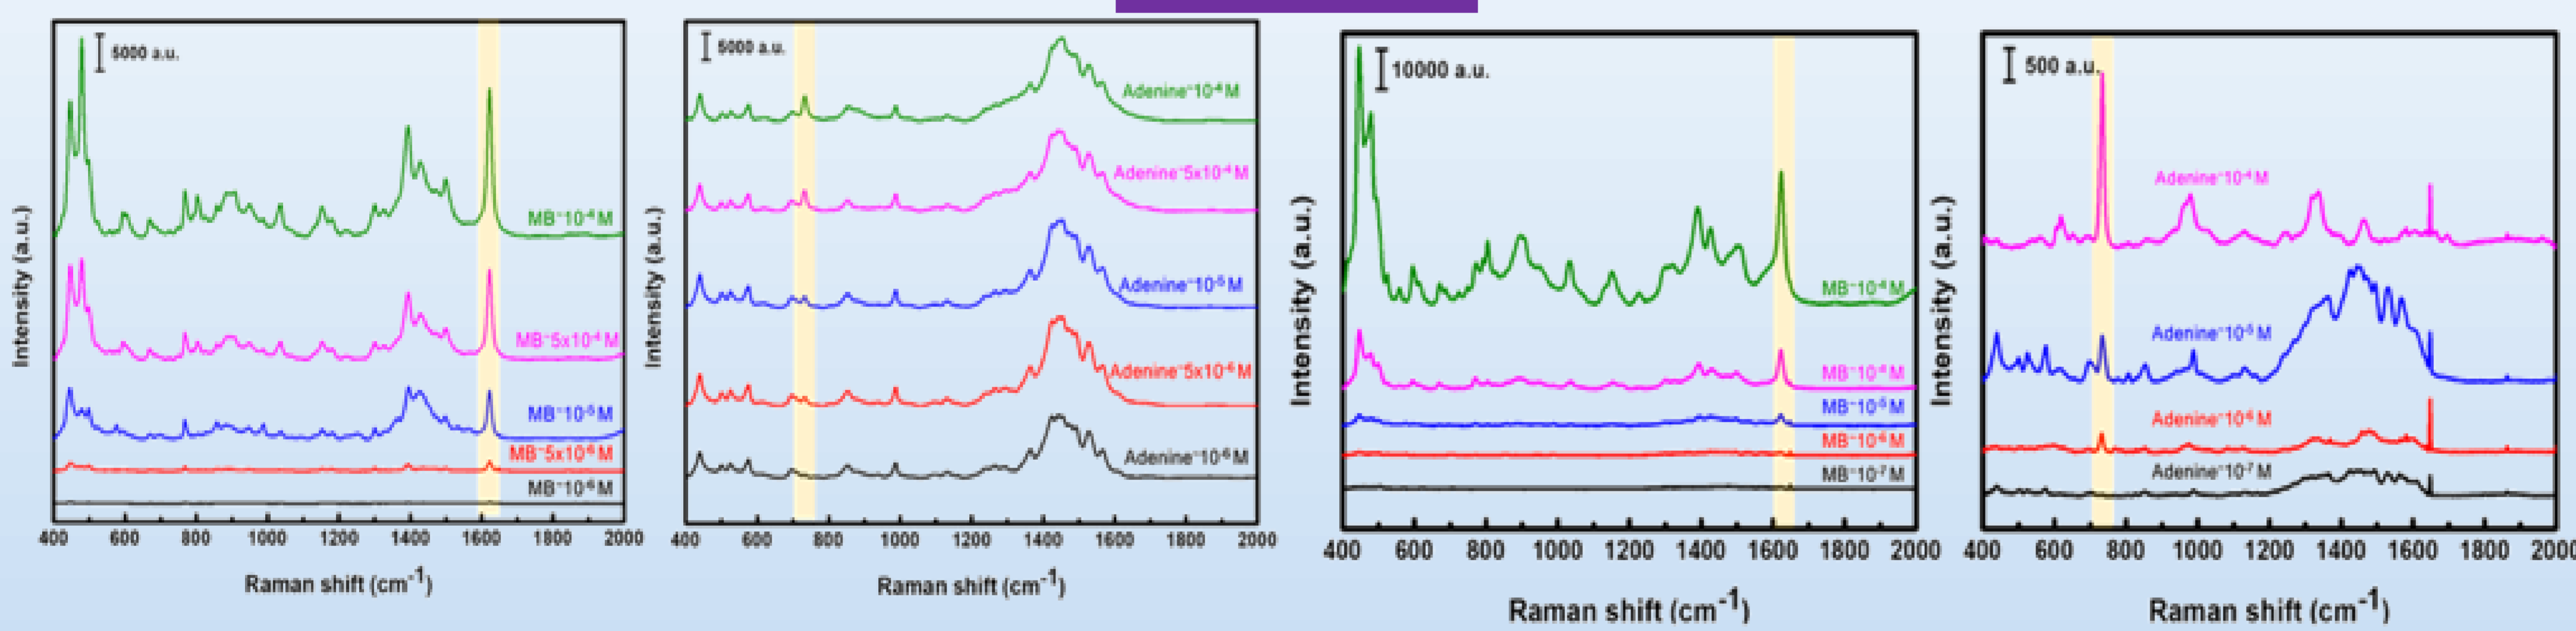 5000 a.u.
MB~10⁻⁴ M
MB~5x10⁻⁴ M
MB~10⁻⁵ M
MB~5x10⁻⁶ M
MB~10⁻⁶ M
Intensity (a.u.)
400 600 800 1000 1200 1400 1600 1800 2000
Raman shift (cm⁻¹)
5000 a.u.
Adenine~10⁻⁴ M
Adenine~5x10⁻⁴ M
Adenine~10⁻⁵ M
Adenine~5x10⁻⁶ M
Adenine~10⁻⁶ M
Intensity (a.u.)
400 600 800 1000 1200 1400 1600 1800 2000
Raman shift (cm⁻¹)
10000 a.u.
MB~10⁻⁴ M
MB~10⁻⁵ M
MB~10⁻⁶ M
MB~10⁻⁷ M
Intensity (a.u.)
400 600 800 1000 1200 1400 1600 1800 2000
Raman shift (cm⁻¹)
500 a.u.
Adenine~10⁻⁴ M
Adenine~10⁻⁵ M
Adenine~10⁻⁶ M
Adenine~10⁻⁷ M
Intensity (a.u.)
400 600 800 1000 1200 1400 1600 1800 2000
Raman shift (cm⁻¹)